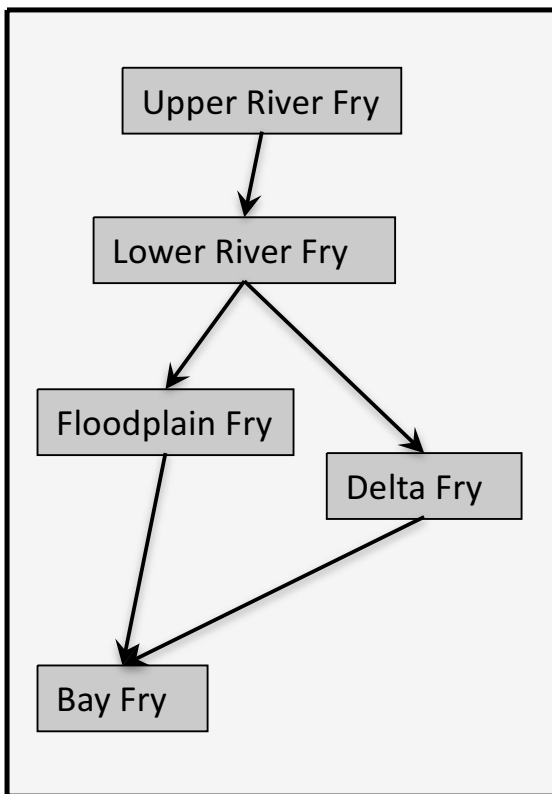 Upper River Fry
Lower River Fry
Floodplain Fry
Delta Fry
Bay Fry